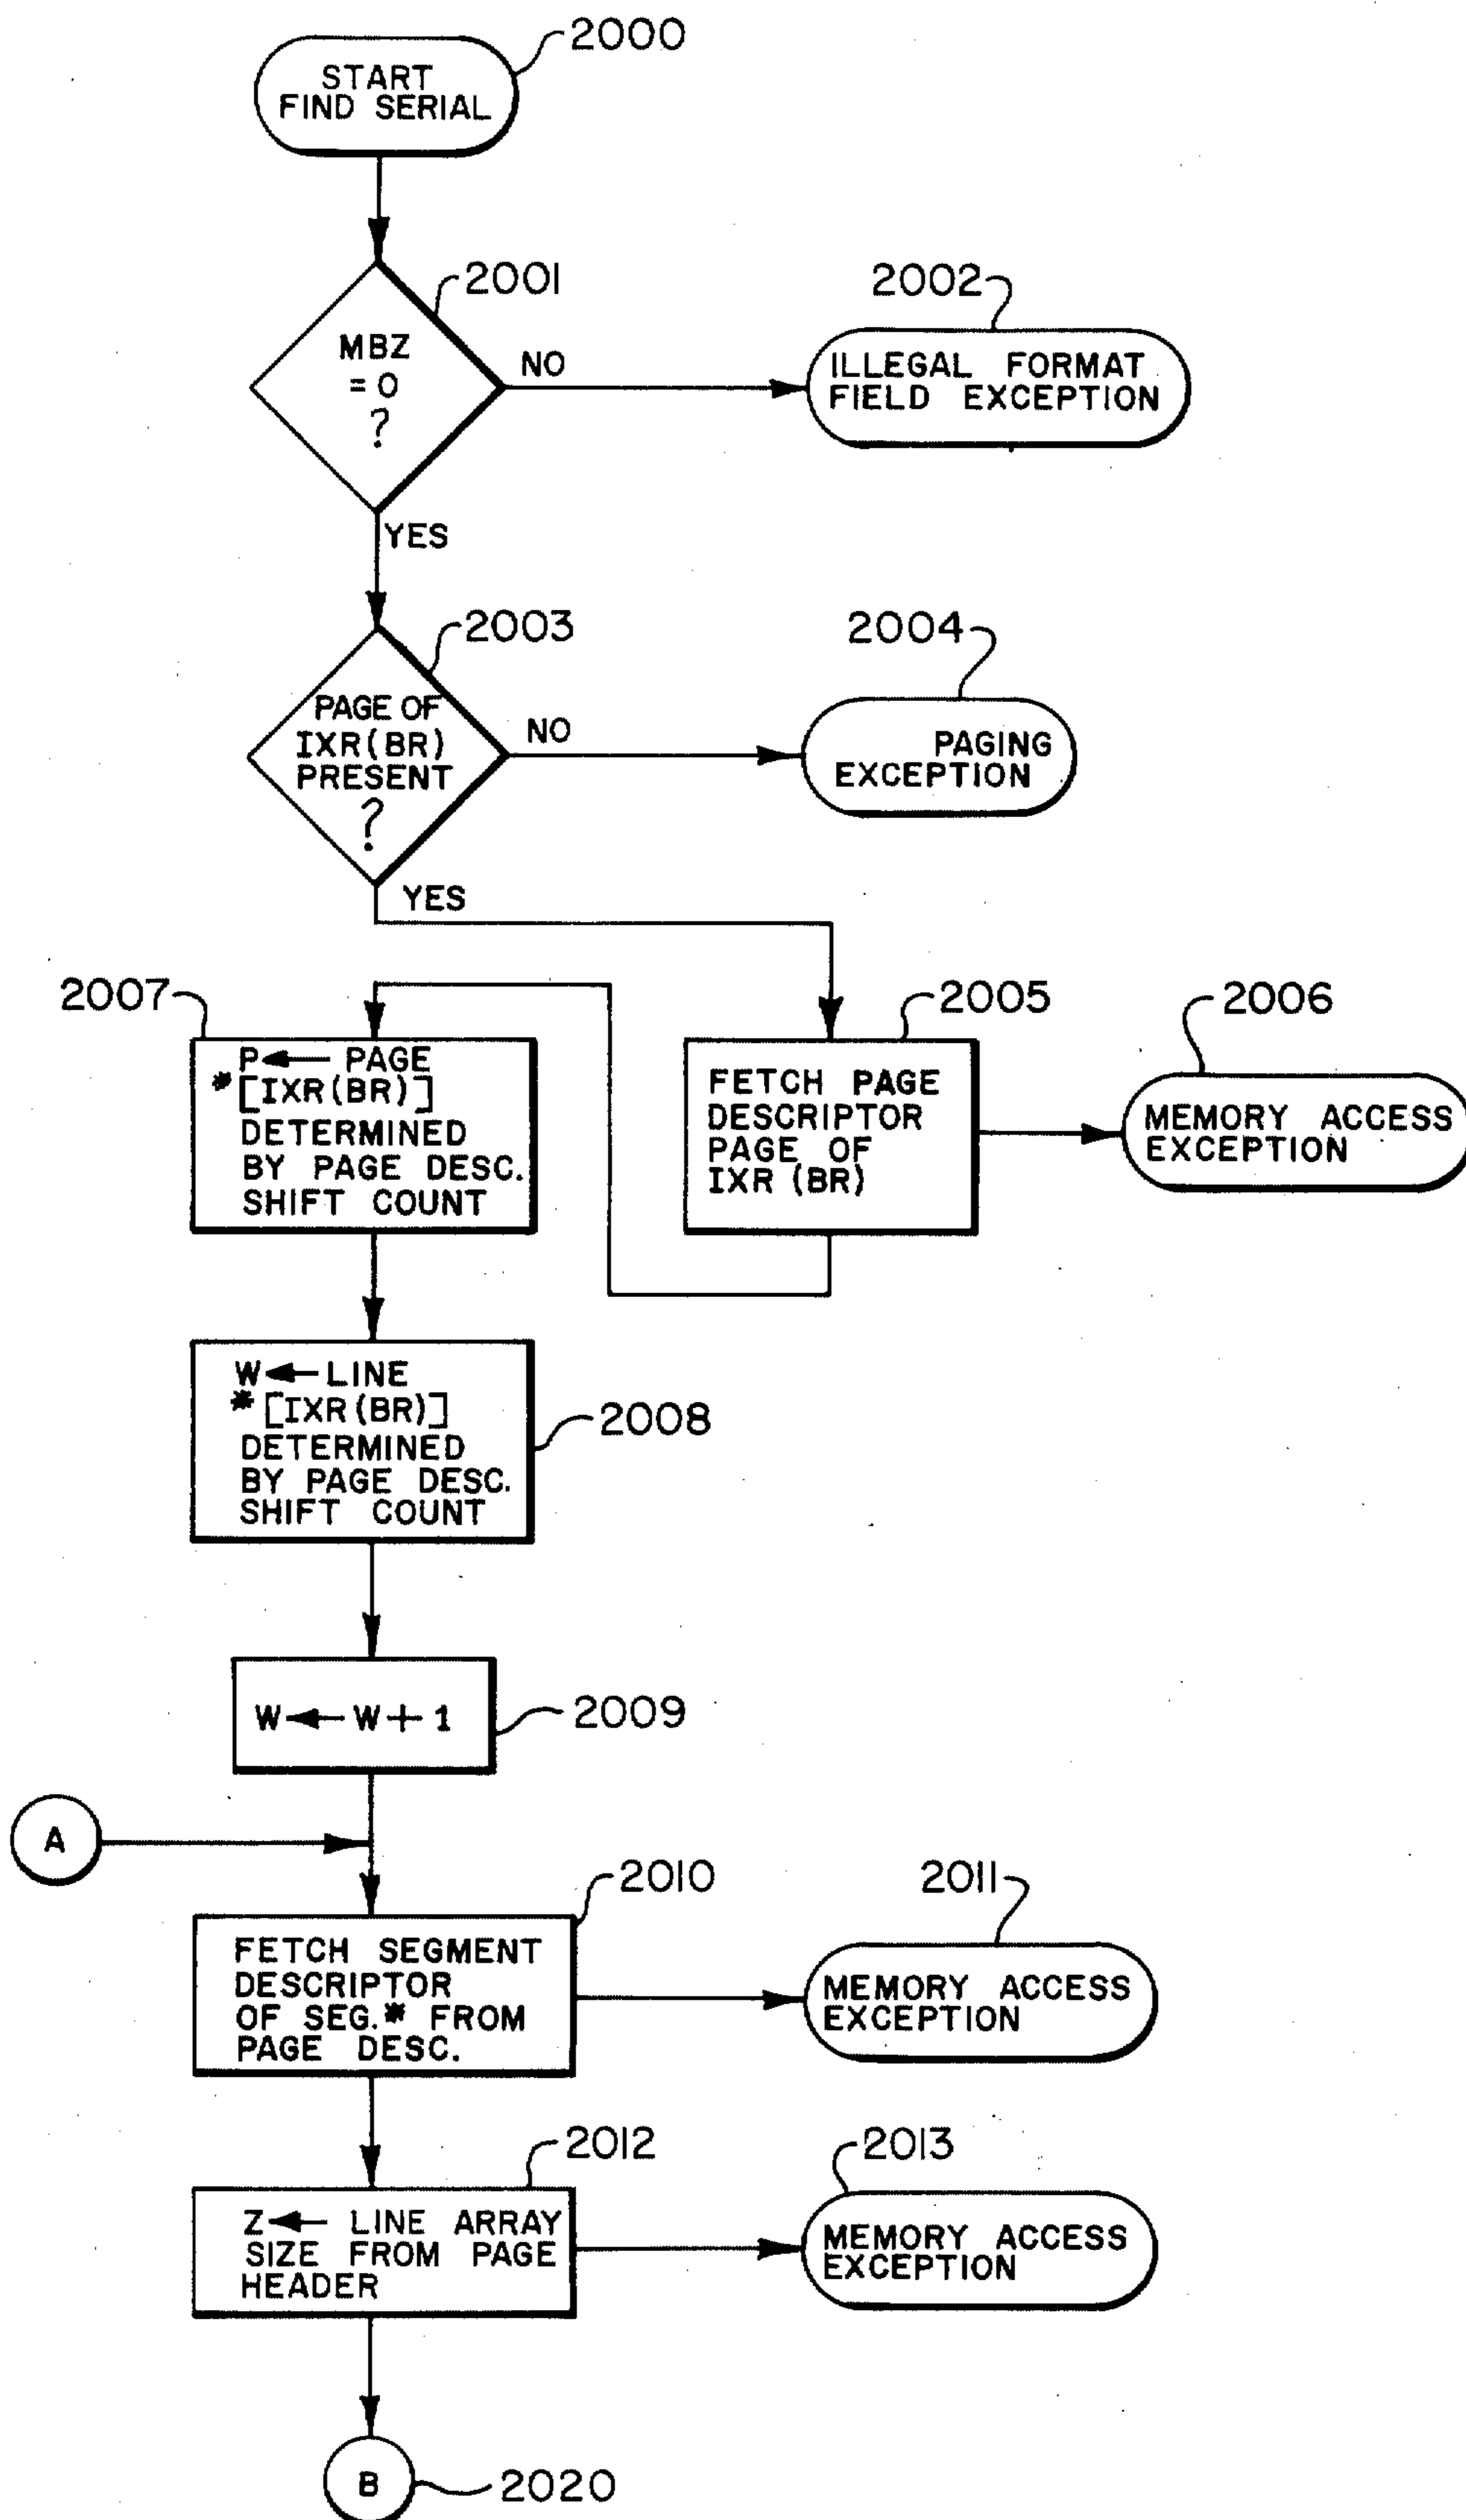 2000
START
FIND SERIAL
2001
MBZ
= 0
?
NO
2002
ILLEGAL FORMAT
FIELD EXCEPTION
YES
2003
PAGE OF
IXR(BR)
PRESENT
?
NO
2004
PAGING
EXCEPTION
YES
2007
P ← PAGE
* [IXR(BR)]
DETERMINED
BY PAGE DESC.
SHIFT COUNT
2005
FETCH PAGE
DESCRIPTOR
PAGE OF
IXR (BR)
2006
MEMORY ACCESS
EXCEPTION
W ← LINE
* [IXR(BR)]
DETERMINED
BY PAGE DESC.
SHIFT COUNT
2008
W ← W + 1
2009
A
2010
FETCH SEGMENT
DESCRIPTOR
OF SEG.* FROM
PAGE DESC.
2011
MEMORY ACCESS
EXCEPTION
2012
Z ← LINE ARRAY
SIZE FROM PAGE
HEADER
2013
MEMORY ACCESS
EXCEPTION
B
2020